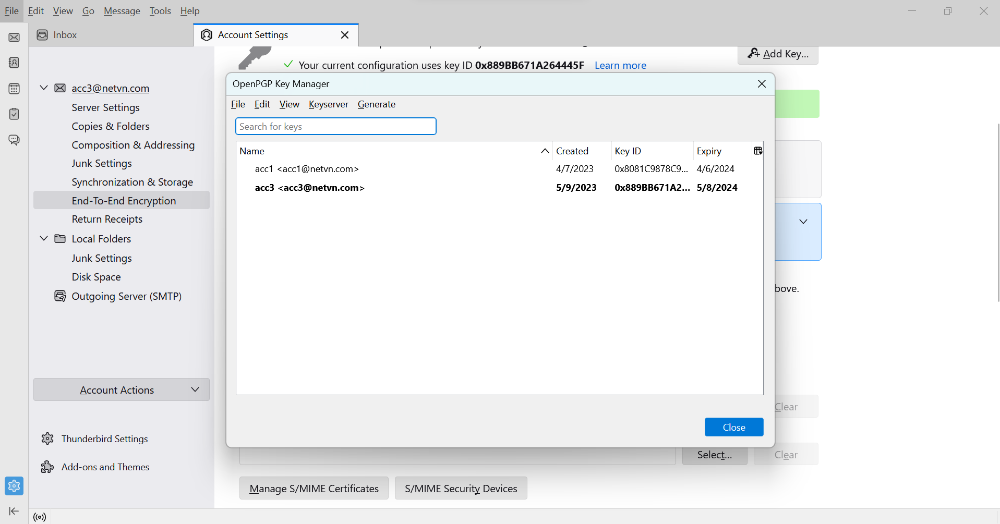 File Edit View Go Message Tools Help
Inbox
Account Settings
Add Key...
Your current configuration uses key ID 0x889BB671A264445F Learn more
OpenPGP Key Manager
File Edit View Keyserver Generate
Search for keys
Name Created Key ID Expiry
acc1 <acc1@netvn.com> 4/7/2023 0x8081C9878C9... 4/6/2024
acc3 <acc3@netvn.com> 5/9/2023 0x889BB671A2... 5/8/2024
Close
acc3@netvn.com
Server Settings
Copies & Folders
Composition & Addressing
Junk Settings
Synchronization & Storage
End-To-End Encryption
Return Receipts
Local Folders
Junk Settings
Disk Space
Outgoing Server (SMTP)
Account Actions
Thunderbird Settings
Add-ons and Themes
bove.
Clear
Select... Clear
Manage S/MIME Certificates S/MIME Security Devices